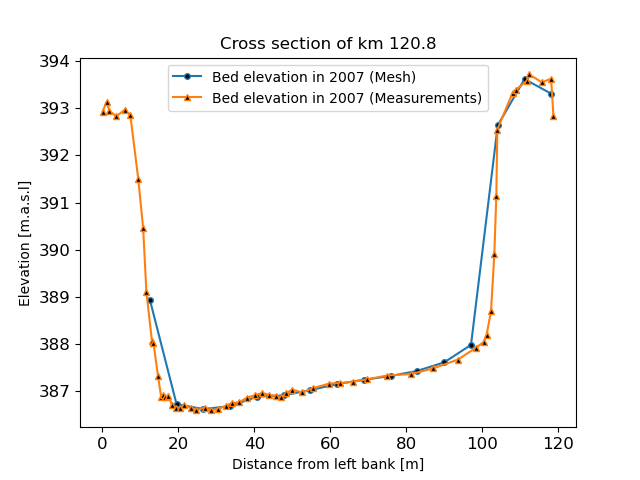 Cross section of km 120.8
Bed elevation in 2007 (Mesh)
Bed elevation in 2007 (Measurements)
Elevation [m.a.s.l]
394
393
392
391
390
389
388
387
0 20 40 60 80 100 120
Distance from left bank [m]